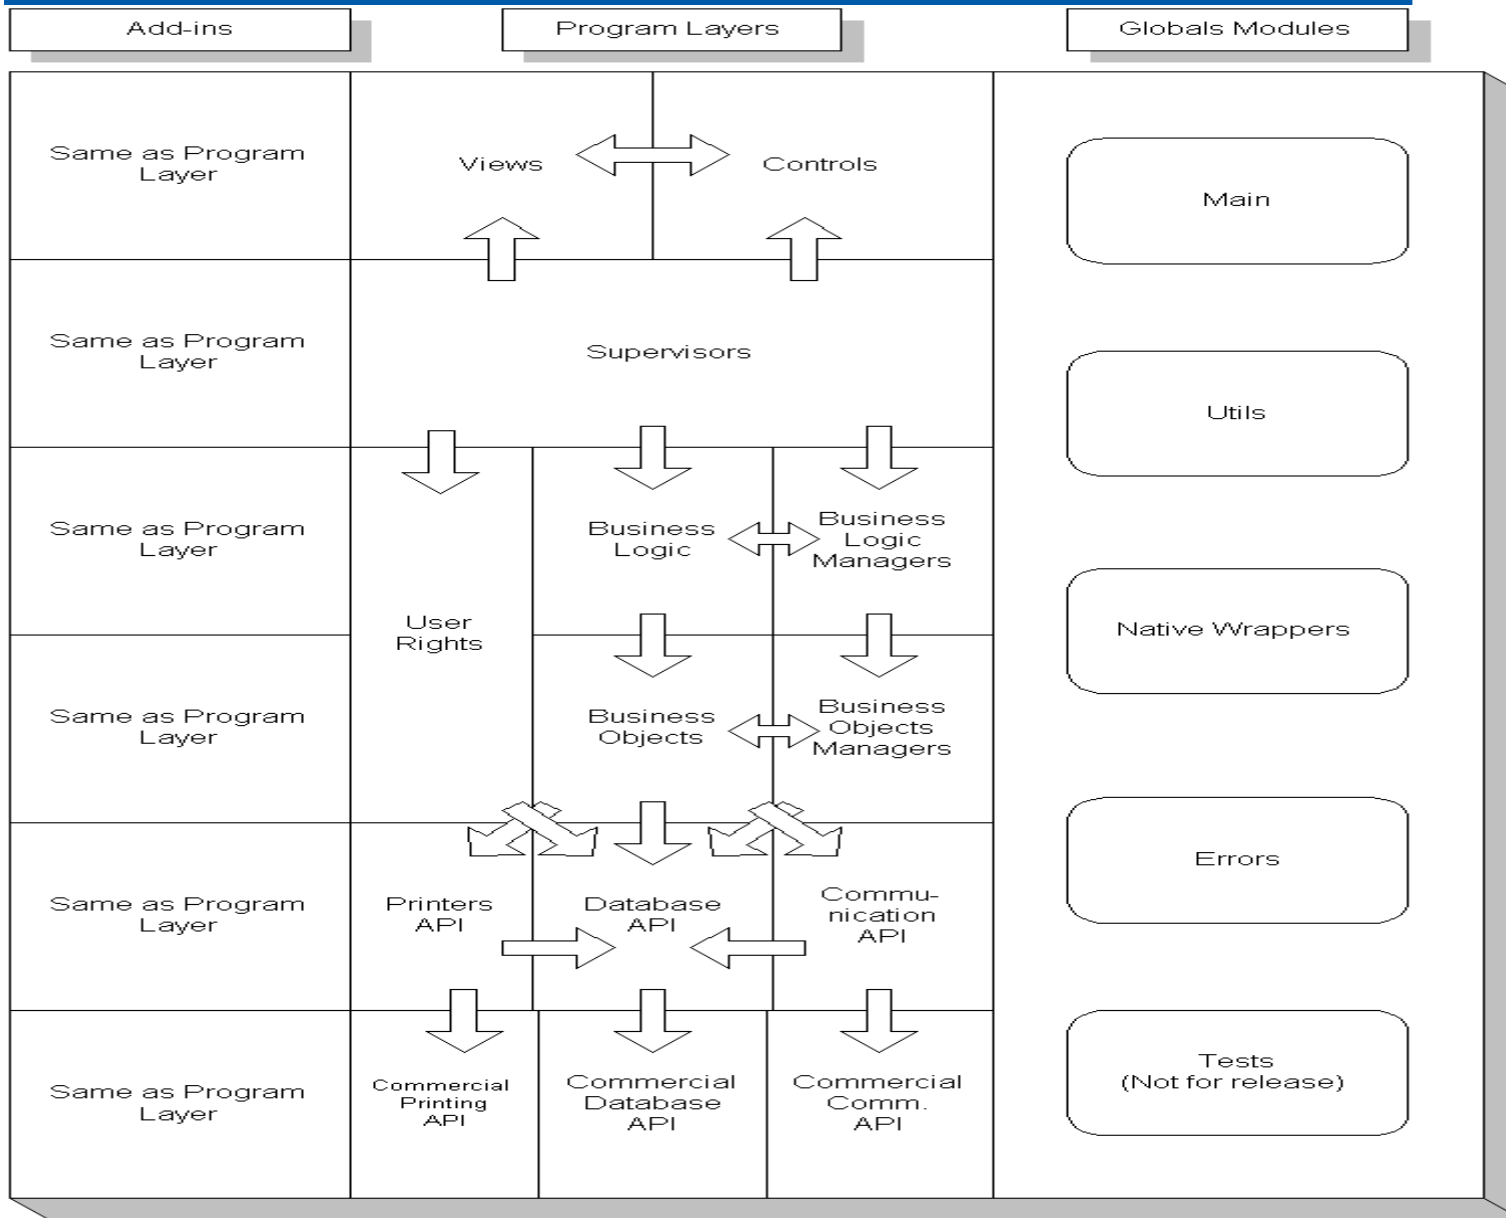 Add-ins
Program Layers
Globals Modules
Same as Program
Layer
Views
Controls
Main
Same as Program
Layer
Supervisors
Utils
Same as Program
Layer
Business
Logic
Business
Logic
Managers
User
Rights
Native Wrappers
Same as Program
Layer
Business
Objects
Business
Objects
Managers
Errors
Same as Program
Layer
Printers
API
Database
API
Commu-
nication
API
Same as Program
Layer
Commercial
Printing
API
Commercial
Database
API
Commercial
Comm.
API
Tests
(Not for release)